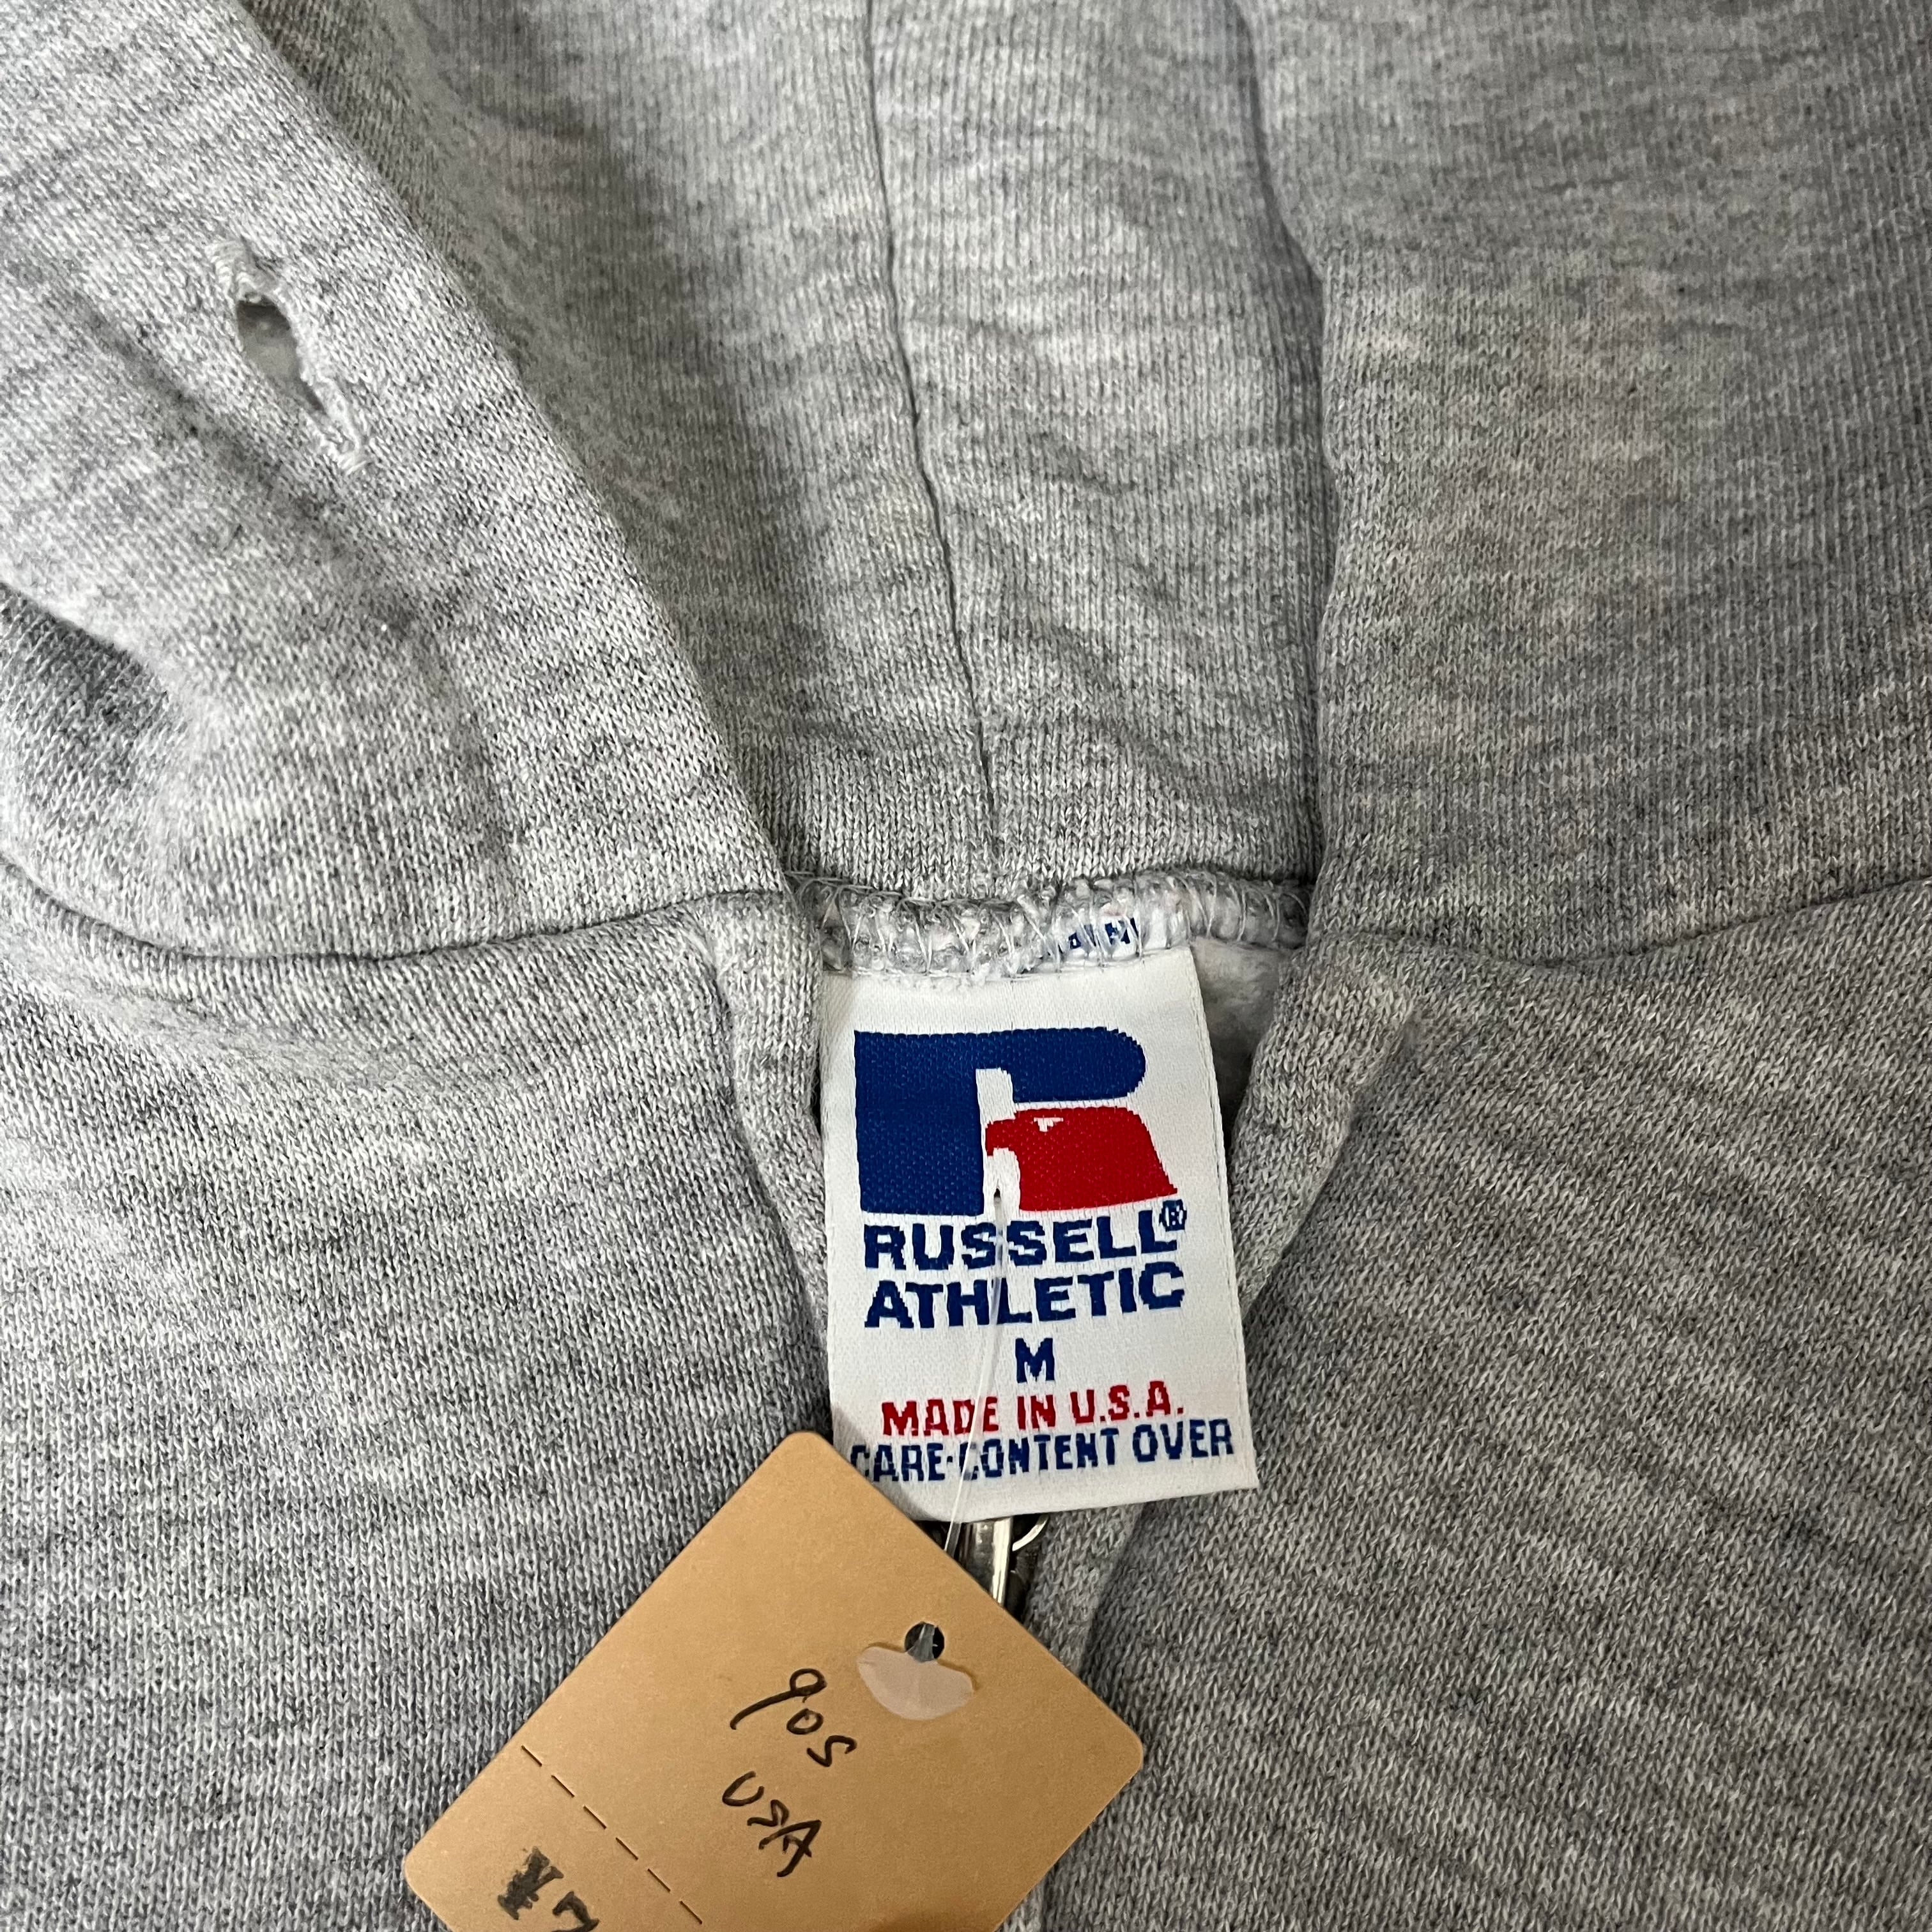 RUSSELL®
ATHLETIC
M
MADE IN U.S.A.
CARE-CONTENT OVER
90s
USA